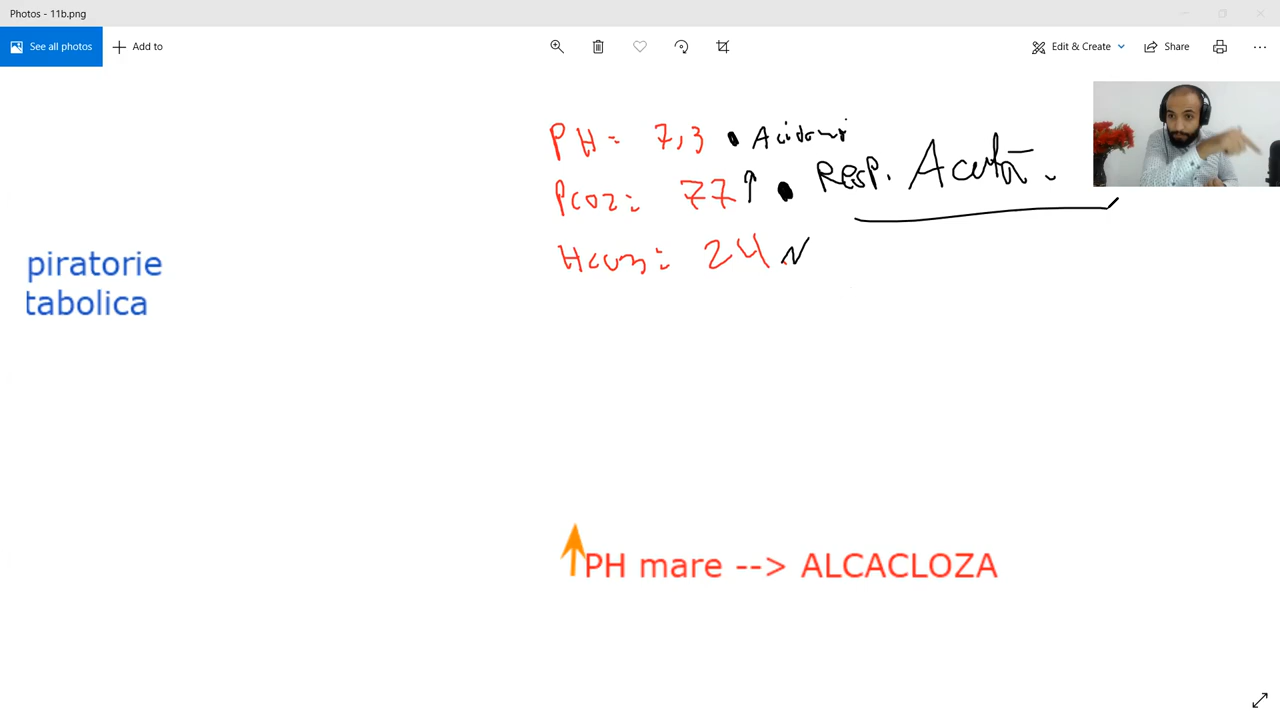 Photos - 11b.png
See all photos
Add to
Edit & Create
Share
PH = 7,3 • Acidoză
PCO2 = 77 ↑ • Resp. Acută.
HCO3 = 24 N
piratorie
tabolica
↑PH mare --> ALCACLOZA